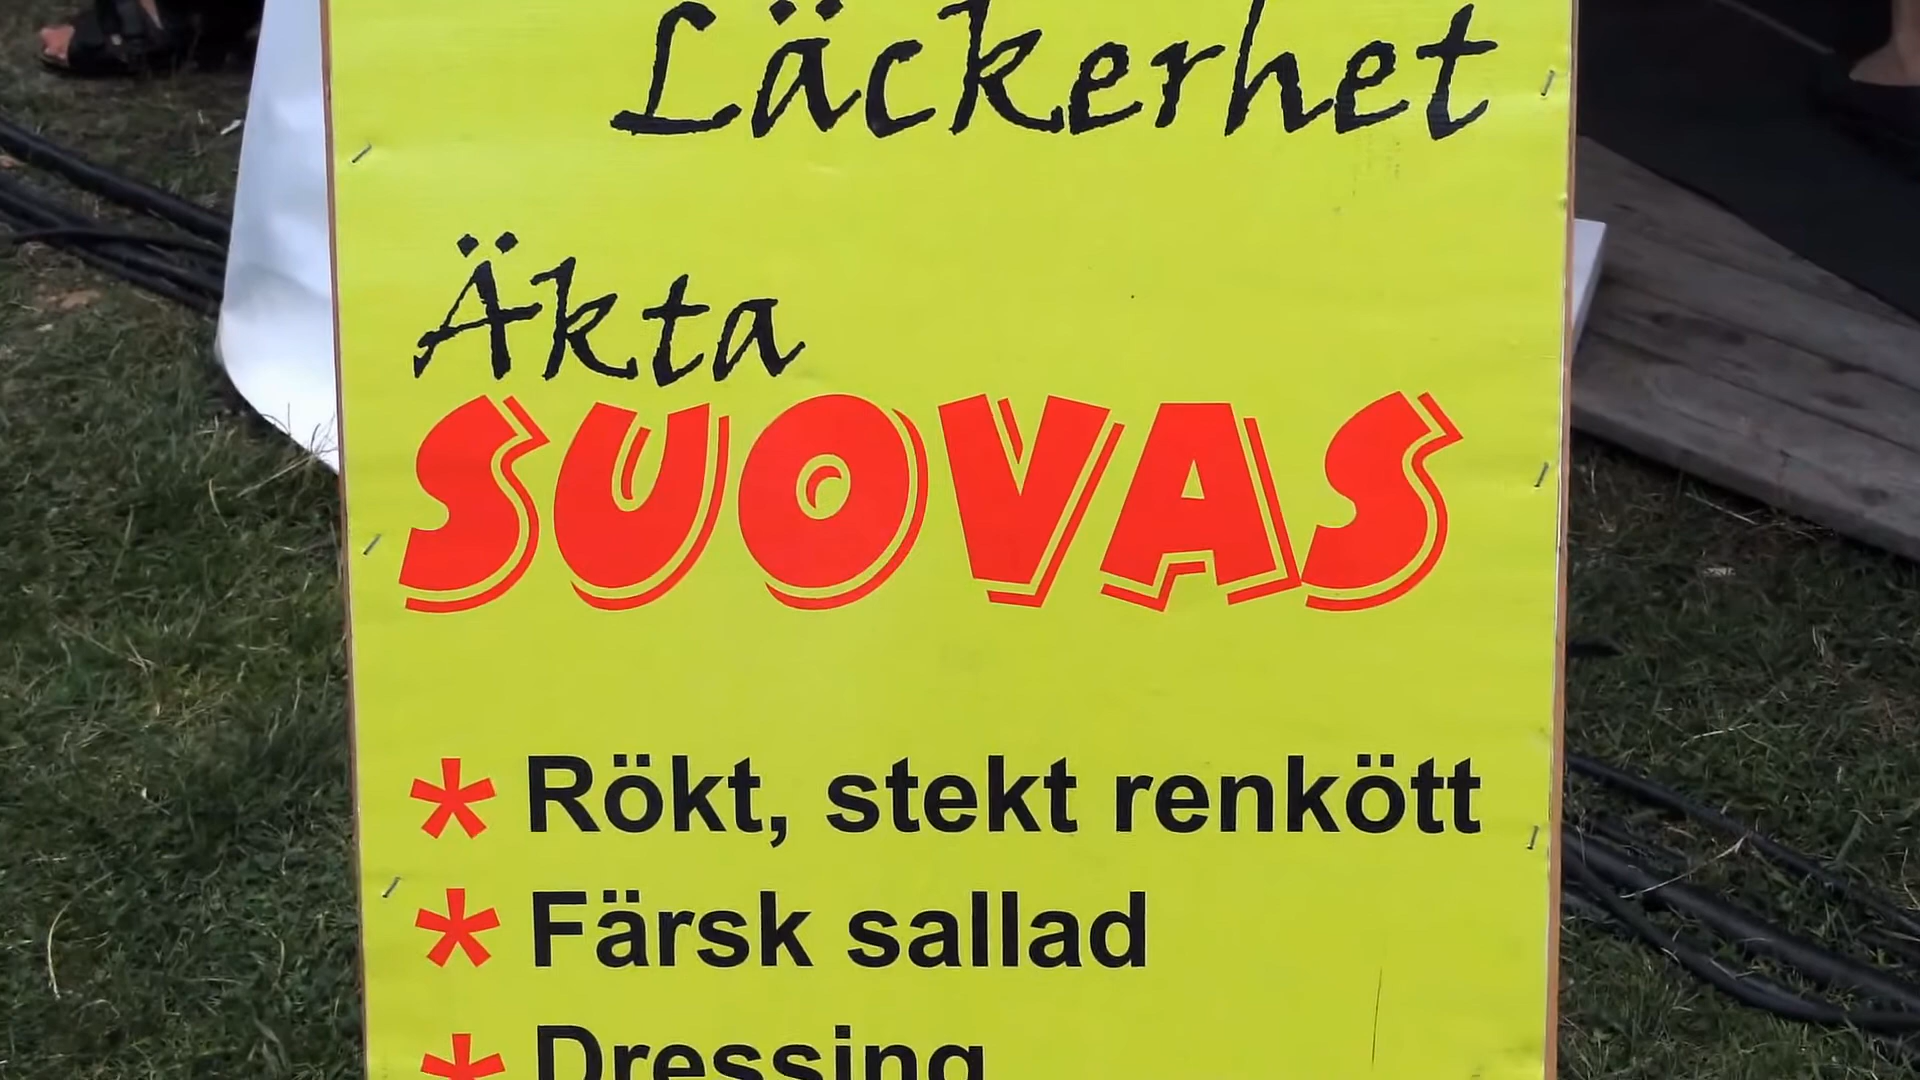 Läckerhet
Äkta
SUOVAS
* Rökt, stekt renkött
* Färsk sallad
* Dressing